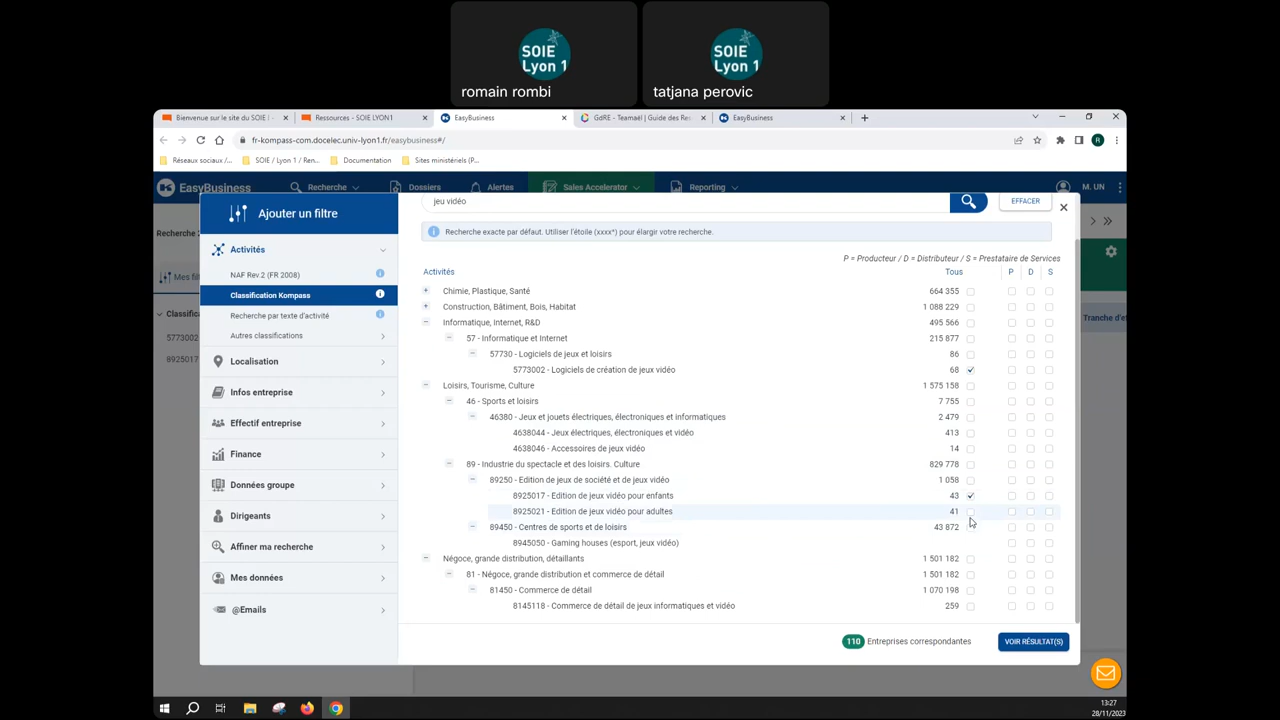 SOIE
Lyon 1
romain rombi
SOIE
Lyon 1
tatjana perovic
Bienvenue sur le site du SOIE
Ressources - SOIE LYON1
EasyBusiness
GdRE - Teamaël | Guide des Re
EasyBusiness
fr-kompass-com.docelec.univ-lyon1.fr/easybusiness#/
R
Réseaux sociaux /...
SOIE / Lyon 1 / Ren...
Documentation
Sites ministériels (P...
EasyBusiness
Recherche
Dossiers
Alertes
Sales Accelerator
Reporting
M. UN
Recherche
Mes fil
Classifica
5773002
8925017
Tranche d'ef
Ajouter un filtre
Activités
NAF Rev.2 (FR 2008)
Classification Kompass
Recherche par texte d'activité
Autres classifications
Localisation
Infos entreprise
Effectif entreprise
Finance
Données groupe
Dirigeants
Affiner ma recherche
Mes données
@Emails
jeu vidéo
EFFACER
Recherche exacte par défaut. Utiliser l'étoile (xxxx*) pour élargir votre recherche.
P = Producteur / D = Distributeur / S = Prestataire de Services
Activités Tous P D S
Chimie, Plastique, Santé 664 355
Construction, Bâtiment, Bois, Habitat 1 088 229
Informatique, Internet, R&D 495 566
57 - Informatique et Internet 215 877
57730 - Logiciels de jeux et loisirs 86
5773002 - Logiciels de création de jeux vidéo 68
Loisirs, Tourisme, Culture 1 575 158
46 - Sports et loisirs 7 755
46380 - Jeux et jouets électriques, électroniques et informatiques 2 479
4638044 - Jeux électriques, électroniques et vidéo 413
4638046 - Accessoires de jeux vidéo 14
89 - Industrie du spectacle et des loisirs. Culture 829 778
89250 - Edition de jeux de société et de jeux vidéo 1 058
8925017 - Edition de jeux vidéo pour enfants 43
8925021 - Edition de jeux vidéo pour adultes 41
89450 - Centres de sports et de loisirs 43 872
8945050 - Gaming houses (esport, jeux vidéo)
Négoce, grande distribution, détaillants 1 501 182
81 - Négoce, grande distribution et commerce de détail 1 501 182
81450 - Commerce de détail 1 070 198
8145118 - Commerce de détail de jeux informatiques et vidéo 259
110 Entreprises correspondantes
VOIR RÉSULTAT(S)
13:27
28/11/2023